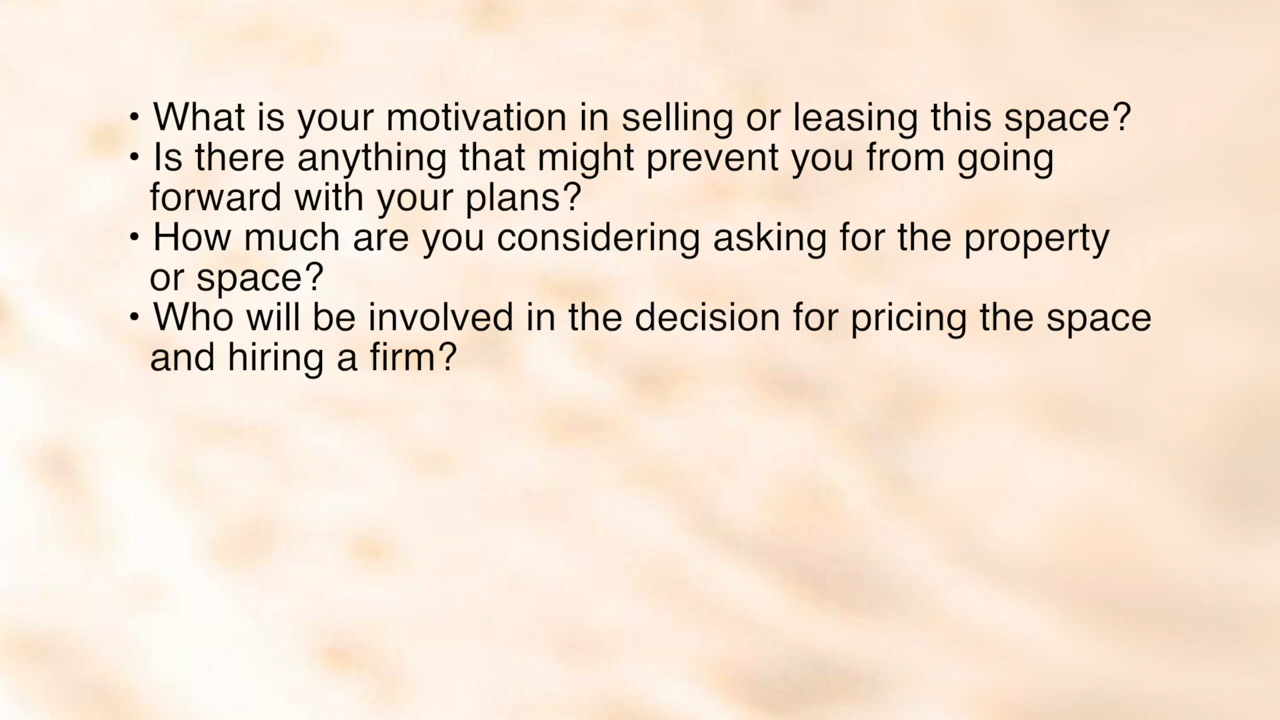 • What is your motivation in selling or leasing this space?
• Is there anything that might prevent you from going
forward with your plans?
• How much are you considering asking for the property
or space?
• Who will be involved in the decision for pricing the space
and hiring a firm?